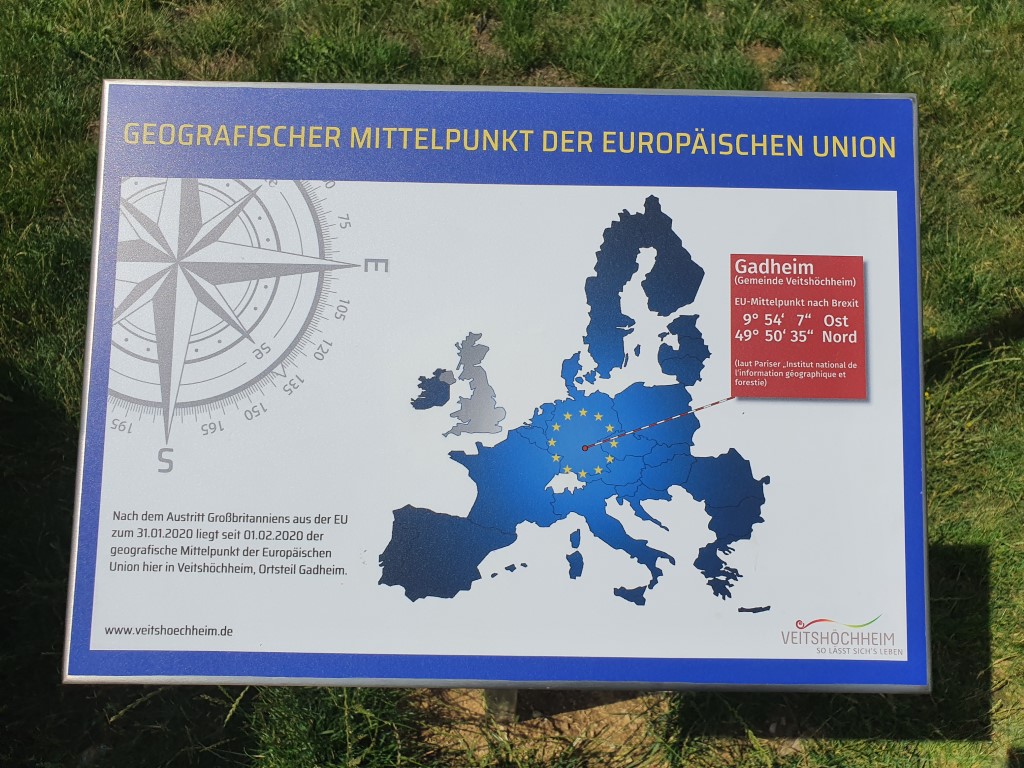 GEOGRAFISCHER MITTELPUNKT DER EUROPÄISCHEN UNION
75
E
105
120
SE
135
150
165
195
S
Gadheim
(Gemeinde Veitshöchheim)
EU-Mittelpunkt nach Brexit
9° 54‘ 7“ Ost
49° 50‘ 35“ Nord
(laut Pariser „Institut national de
l'information géographique et
forestie)
Nach dem Austritt Großbritanniens aus der EU
zum 31.01.2020 liegt seit 01.02.2020 der
geografische Mittelpunkt der Europäischen
Union hier in Veitshöchheim, Ortsteil Gadheim.
www.veitshoechheim.de
VEITSHÖCHHEIM
SO LÄSST SICH'S LEBEN